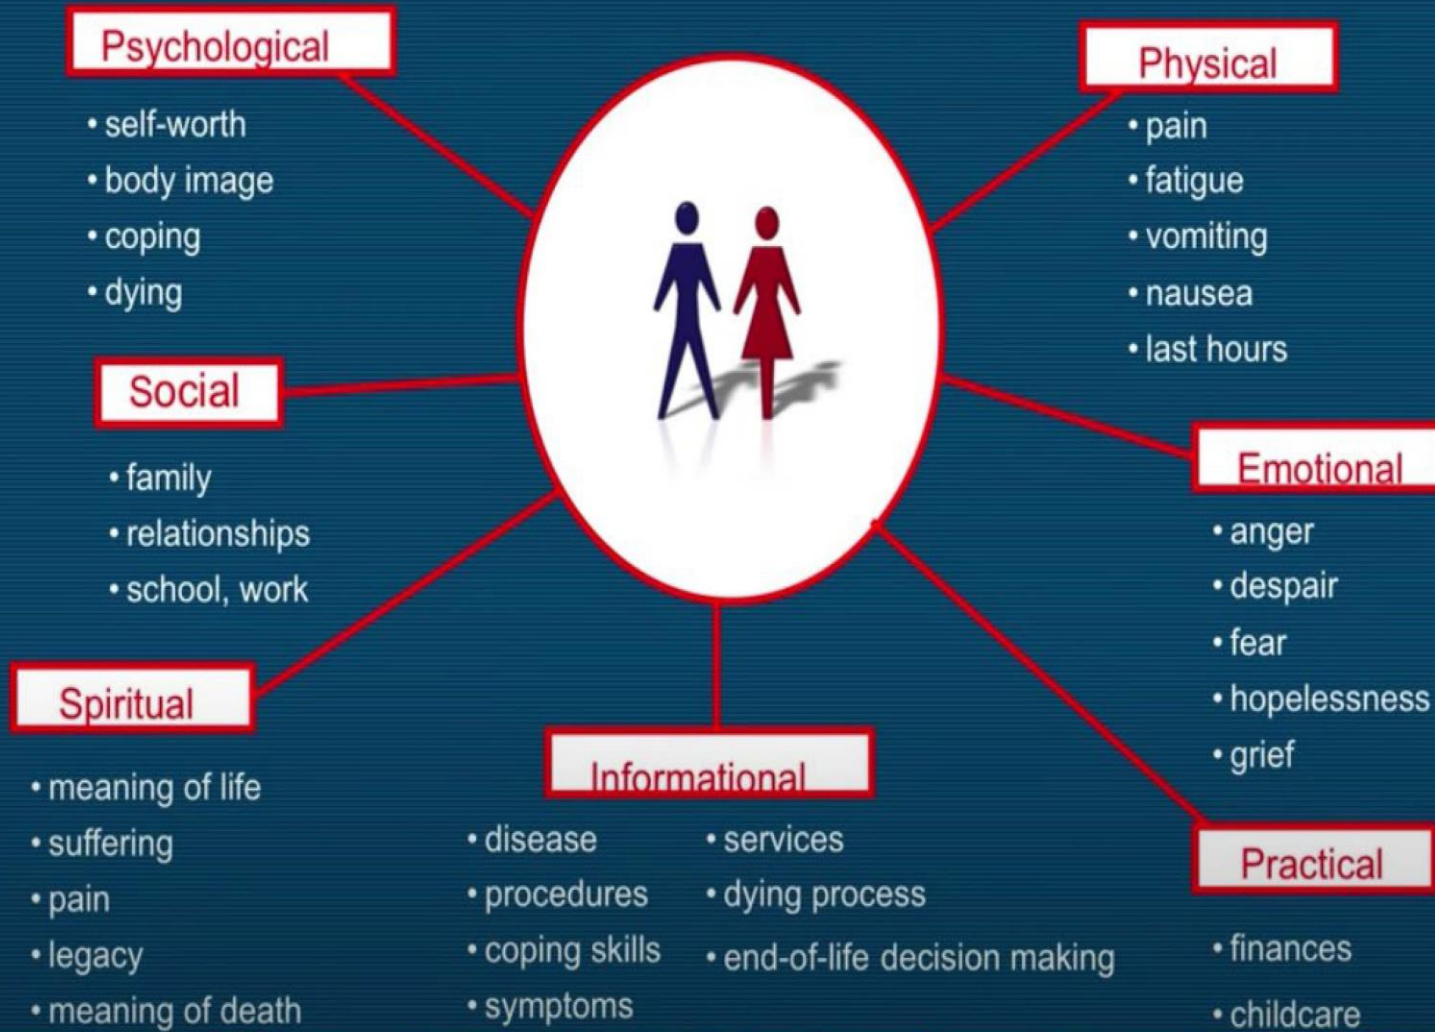 Psychological
• self-worth
• body image
• coping
• dying
Social
• family
• relationships
• school, work
Spiritual
• meaning of life
• suffering
• pain
• legacy
• meaning of death
Informational
• disease
• procedures
• coping skills
• symptoms
• services
• dying process
• end-of-life decision making
Physical
• pain
• fatigue
• vomiting
• nausea
• last hours
Emotional
• anger
• despair
• fear
• hopelessness
• grief
Practical
• finances
• childcare